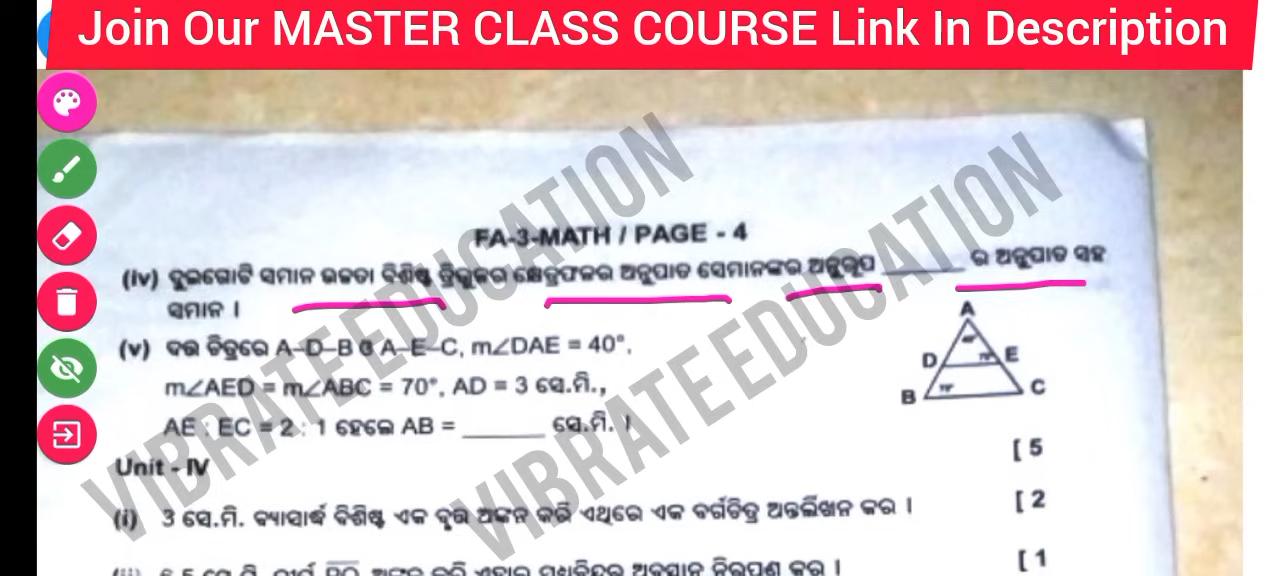 Join Our MASTER CLASS COURSE Link In Description
FA-3-MATH / PAGE - 4
(iv) ଦୁଇଗୋଟି ସମାନ ଉଚ୍ଚତା ବିଶିଷ୍ଟ ତ୍ରିଭୁଜର କ୍ଷେତ୍ରଫଳର ଅନୁପାତ ସେମାନଙ୍କର ଅନୁରୂପ ______ ର ଅନୁପାତ ସହ
ସମାନ ।
(v) ଦତ୍ତ ଚିତ୍ରରେ A–D–B ଓ A–E–C, m∠DAE = 40°,
m∠AED = m∠ABC = 70°, AD = 3 ସେ.ମି.,
AE : EC = 2 : 1 ହେଲେ AB = ______ ସେ.ମି. ।
A
D E
B C
Unit - IV
[ 5
(i) 3 ସେ.ମି. ବ୍ୟାସାର୍ଦ୍ଧ ବିଶିଷ୍ଟ ଏକ ବୃତ୍ତ ଅଙ୍କନ କରି ଏଥିରେ ଏକ ବର୍ଗଚିତ୍ର ଅନ୍ତର୍ଲିଖନ କର । [ 2
[ 1
VIBRATE EDUCATION
VIBRATE EDUCATION